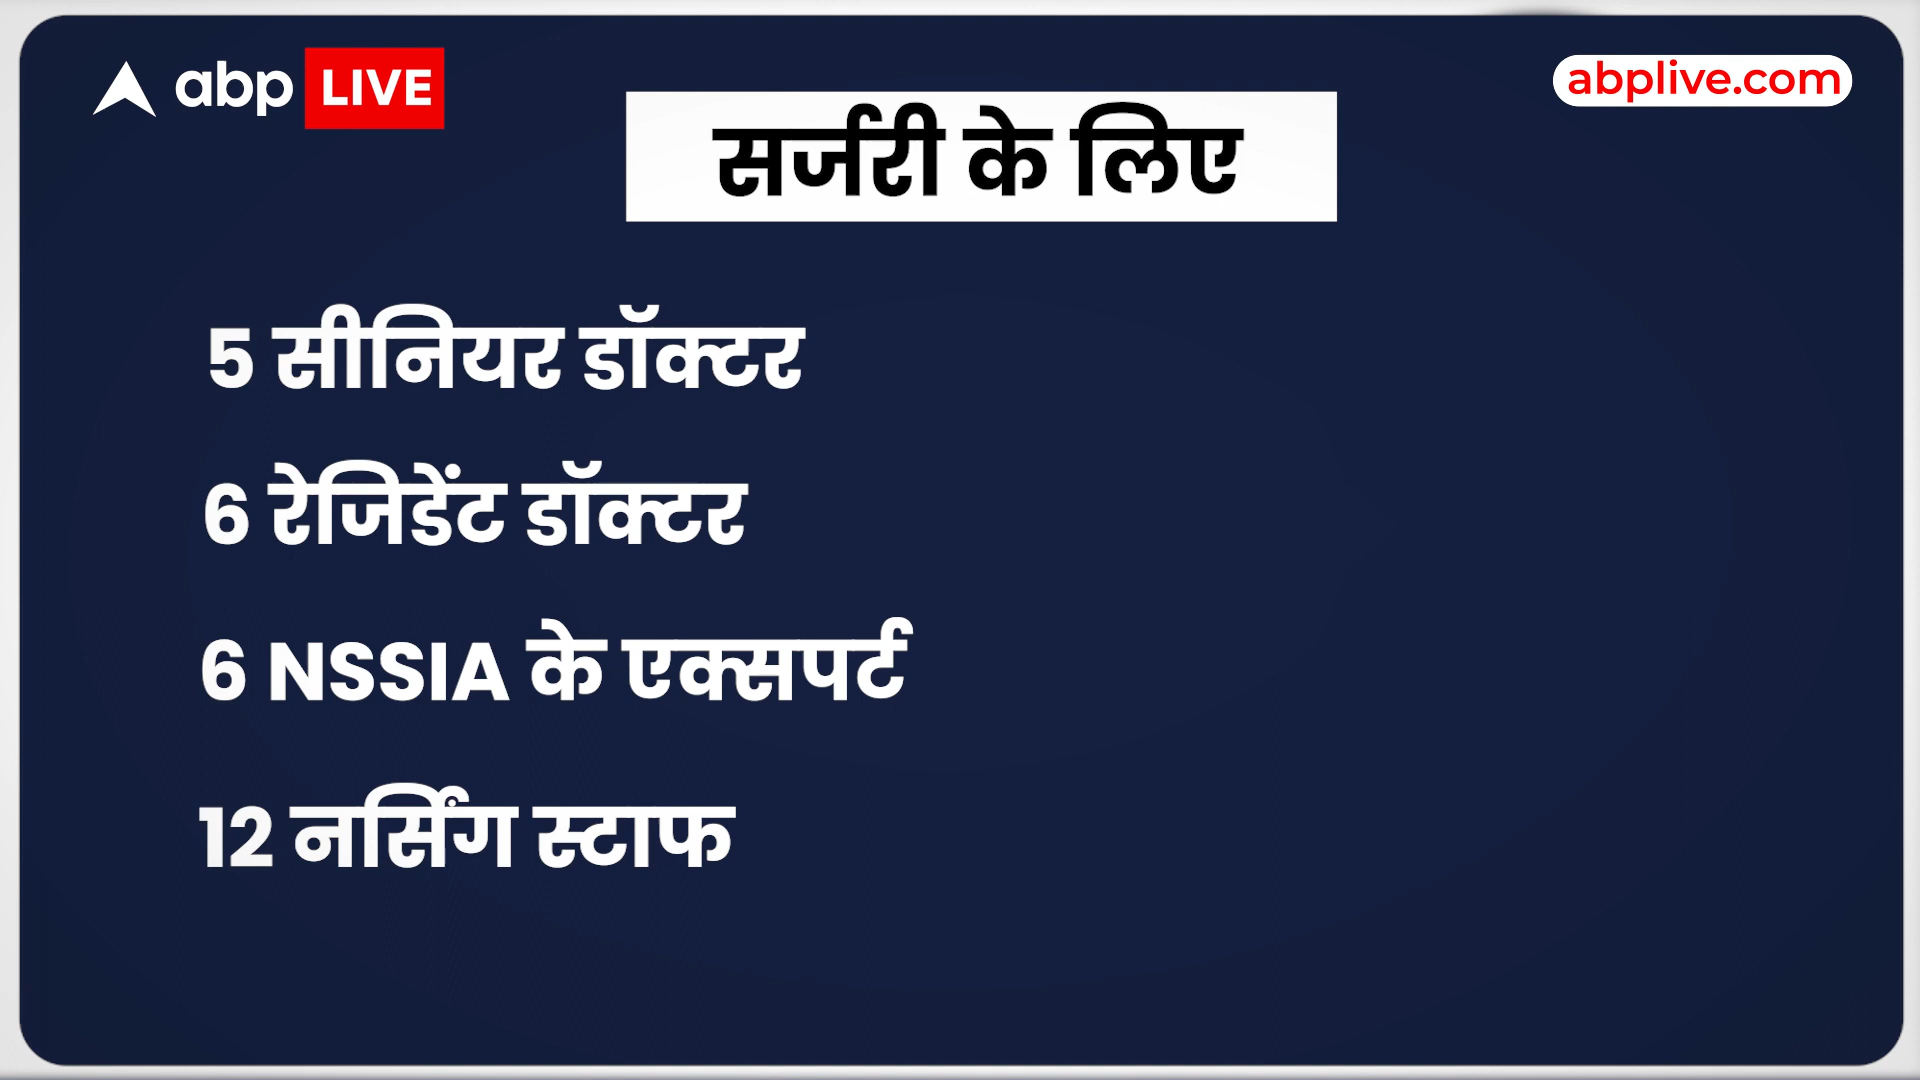 abp LIVE
abplive.com
सर्जरी के लिए
5 सीनियर डॉक्टर
6 रेजिडेंट डॉक्टर
6 NSSIA के एक्सपर्ट
12 नर्सिंग स्टाफ